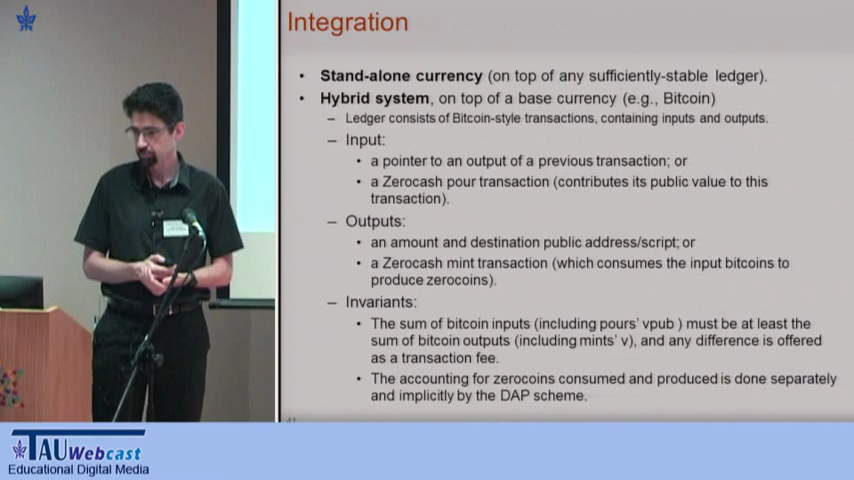 Integration
• Stand-alone currency (on top of any sufficiently-stable ledger).
• Hybrid system, on top of a base currency (e.g., Bitcoin)
– Ledger consists of Bitcoin-style transactions, containing inputs and outputs.
– Input:
• a pointer to an output of a previous transaction; or
• a Zerocash pour transaction (contributes its public value to this
transaction).
– Outputs:
• an amount and destination public address/script; or
• a Zerocash mint transaction (which consumes the input bitcoins to
produce zerocoins).
– Invariants:
• The sum of bitcoin inputs (including pours' vpub ) must be at least the
sum of bitcoin outputs (including mints' v), and any difference is offered
as a transaction fee.
• The accounting for zerocoins consumed and produced is done separately
and implicitly by the DAP scheme.
TAU Webcast
Educational Digital Media